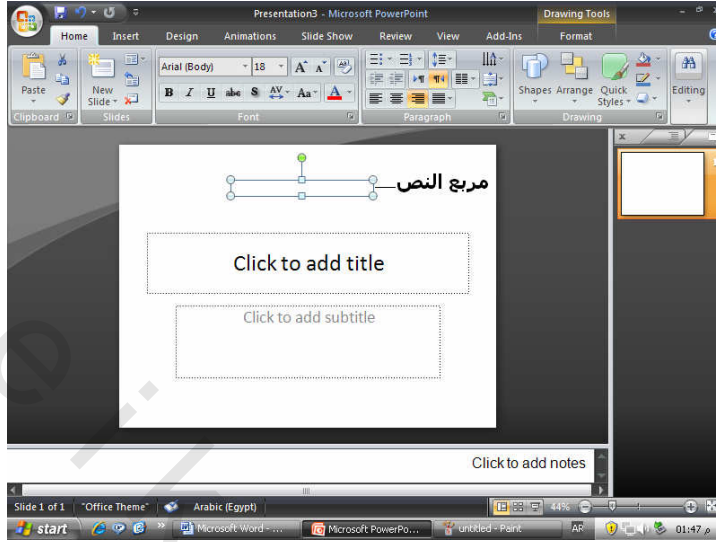 Presentation3 - Microsoft PowerPoint
Drawing Tools
Home Insert Design Animations Slide Show Review View Add-Ins Format
Arial (Body) 18 A A
Paste
New Slide
B I U abc S AV Aa A
Shapes Arrange Quick Styles
Editing
Clipboard Slides Font Paragraph Drawing
مربع النص
Click to add title
Click to add subtitle
Click to add notes
Slide 1 of 1 "Office Theme" Arabic (Egypt) 44%
start Microsoft Word - ... Microsoft PowerPo... untitled - Paint AR 01:47 م